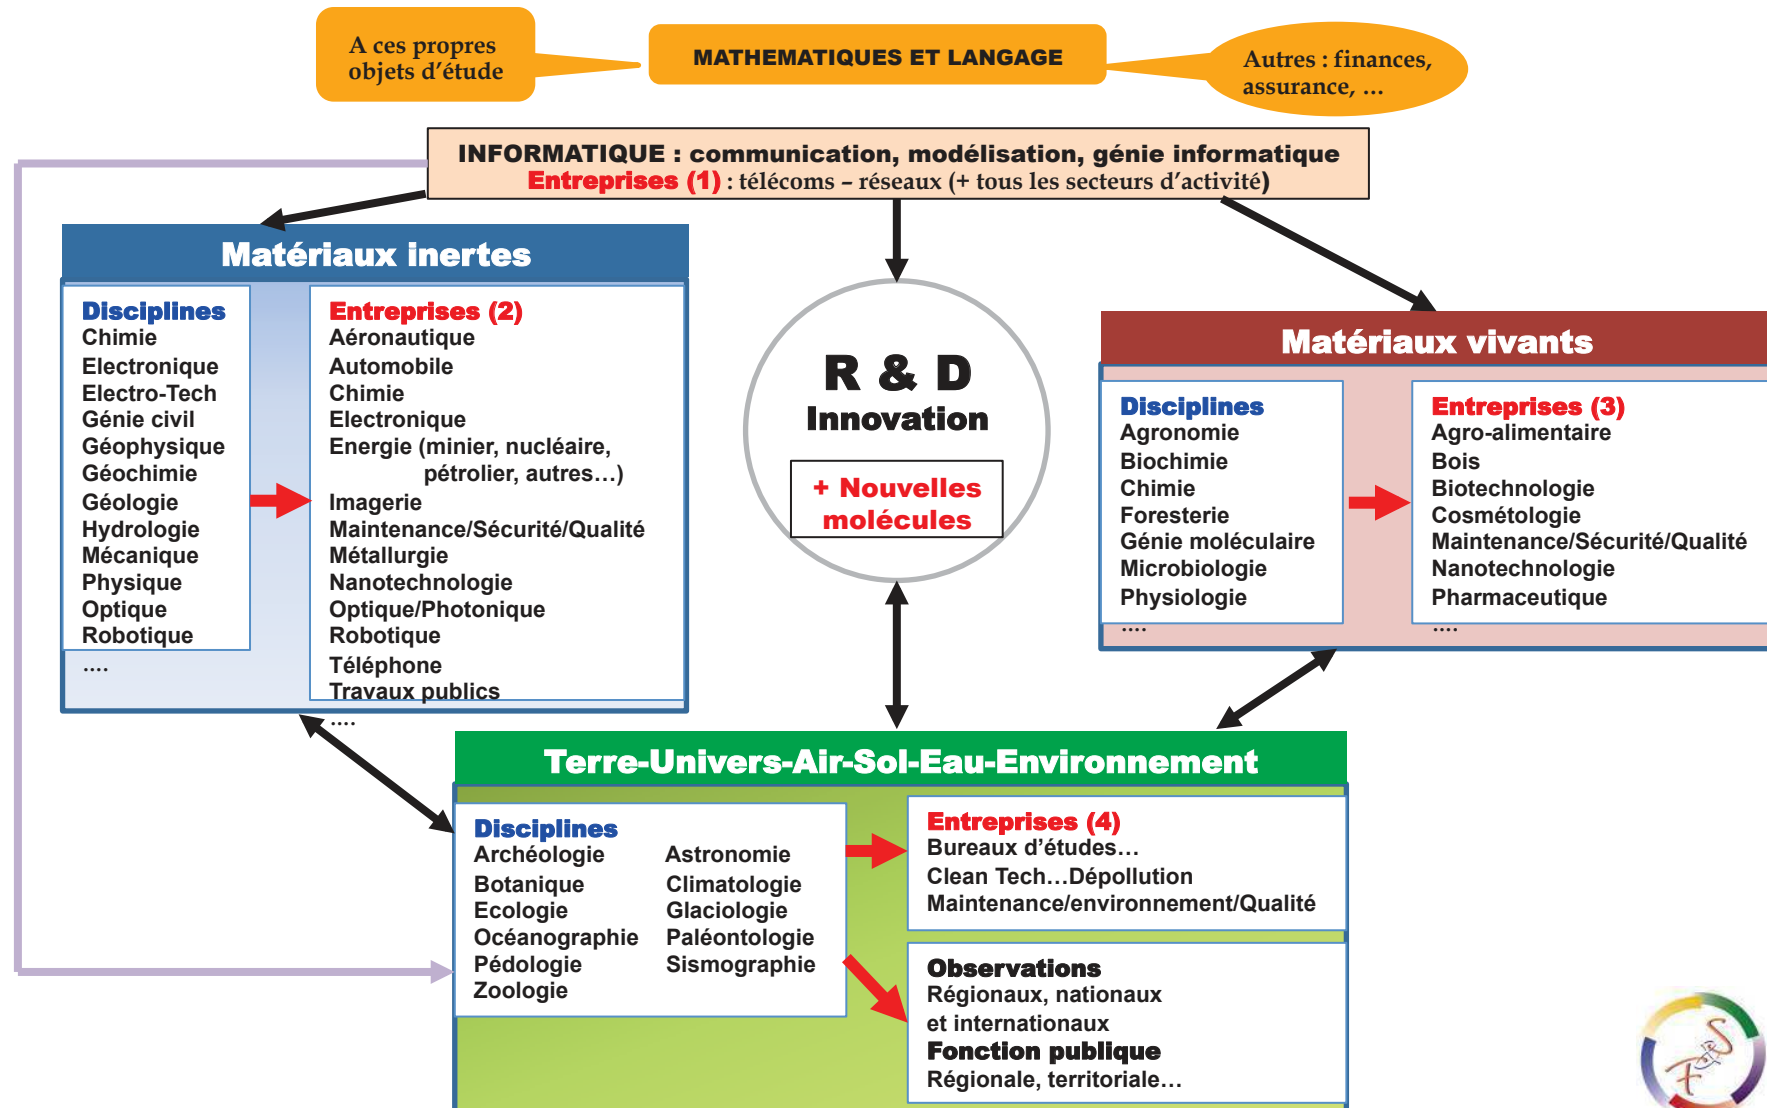 A ces propres
objets d'étude
MATHEMATIQUES ET LANGAGE
Autres : finances,
assurance, …
INFORMATIQUE : communication, modélisation, génie informatique
Entreprises (1) : télécoms – réseaux (+ tous les secteurs d'activité)
Matériaux inertes
Disciplines
Chimie
Electronique
Electro-Tech
Génie civil
Géophysique
Géochimie
Géologie
Hydrologie
Mécanique
Physique
Optique
Robotique
….
Entreprises (2)
Aéronautique
Automobile
Chimie
Electronique
Energie (minier, nucléaire,
pétrolier, autres…)
Imagerie
Maintenance/Sécurité/Qualité
Métallurgie
Nanotechnologie
Optique/Photonique
Robotique
Téléphone
Travaux publics
….
R & D
Innovation
+ Nouvelles
molécules
Matériaux vivants
Disciplines
Agronomie
Biochimie
Chimie
Foresterie
Génie moléculaire
Microbiologie
Physiologie
….
Entreprises (3)
Agro-alimentaire
Bois
Biotechnologie
Cosmétologie
Maintenance/Sécurité/Qualité
Nanotechnologie
Pharmaceutique
….
Terre-Univers-Air-Sol-Eau-Environnement
Disciplines
Archéologie Astronomie
Botanique Climatologie
Ecologie Glaciologie
Océanographie Paléontologie
Pédologie Sismographie
Zoologie
Entreprises (4)
Bureaux d'études…
Clean Tech…Dépollution
Maintenance/environnement/Qualité
Observations
Régionaux, nationaux
et internationaux
Fonction publique
Régionale, territoriale…